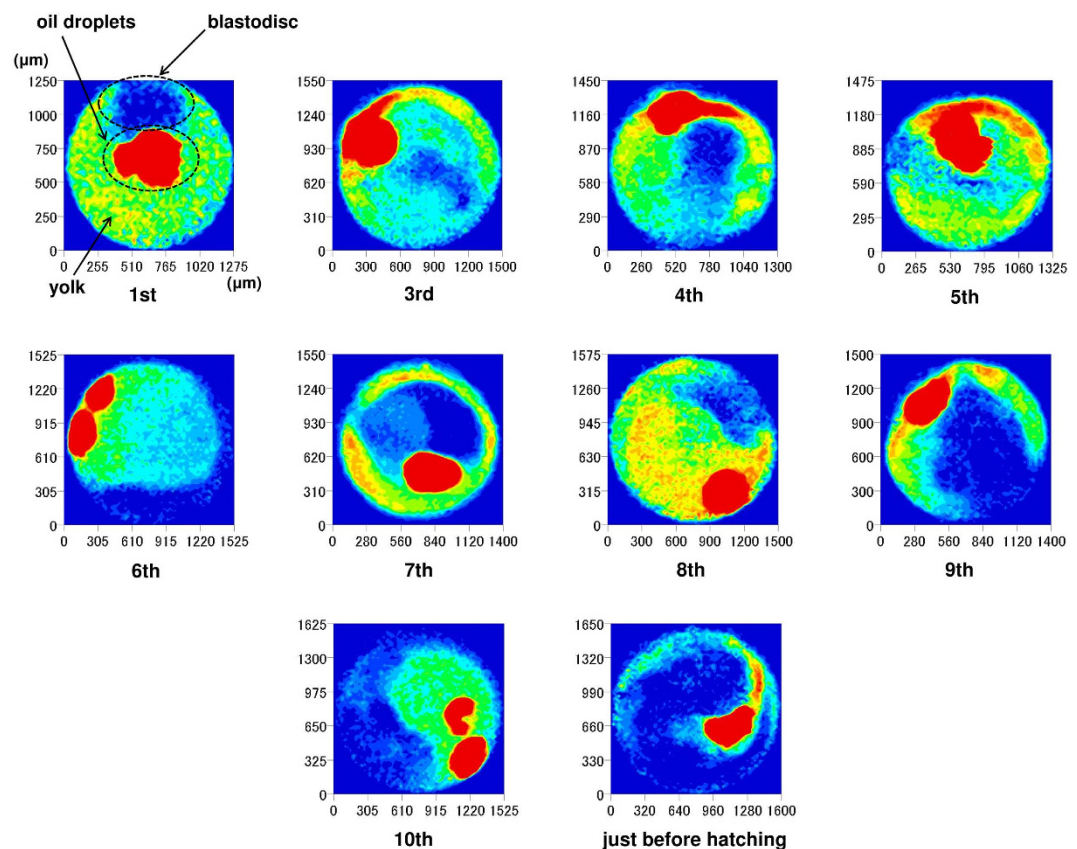 oil droplets
blastodisc
(μm)
1250
1000
750
500
250
0
0 255 510 765 1020 1275
yolk
(μm)
1st
1550
1240
930
620
310
0
0 300 600 900 1200 1500
3rd
1450
1160
870
580
290
0
0 260 520 780 1040 1300
4th
1475
1180
885
590
295
0
0 265 530 795 1060 1325
5th
1525
1220
915
610
305
0
0 305 610 915 1220 1525
6th
1550
1240
930
620
310
0
0 280 560 840 1120 1400
7th
1575
1260
945
630
315
0
0 300 600 900 1200 1500
8th
1500
1200
900
600
300
0
0 280 560 840 1120 1400
9th
1625
1300
975
650
325
0
0 305 610 915 1220 1525
10th
1650
1320
990
660
330
0
0 320 640 960 1280 1600
just before hatching